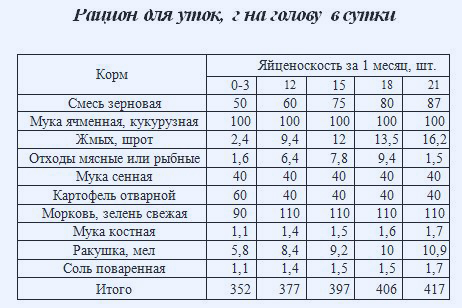 Рацион для уток, г на голову в сутки
Корм Яйценоскость за 1 месяц, шт.
0-3 12 15 18 21
Смесь зерновая 50 60 75 80 87
Мука ячменная, кукурузная 100 100 100 100 100
Жмых, шрот 2,4 9,4 12 13,5 16,2
Отходы мясные или рыбные 1,6 6,4 7,8 9,4 1,5
Мука сенная 40 40 40 40 40
Картофель отварной 60 40 40 40 40
Морковь, зелень свежая 90 110 110 110 110
Мука костная 1,1 1,4 1,5 1,6 1,7
Ракушка, мел 5,8 8,4 9,2 10 10,9
Соль поваренная 1,1 1,4 1,5 1,5 1,7
Итого 352 377 397 406 417